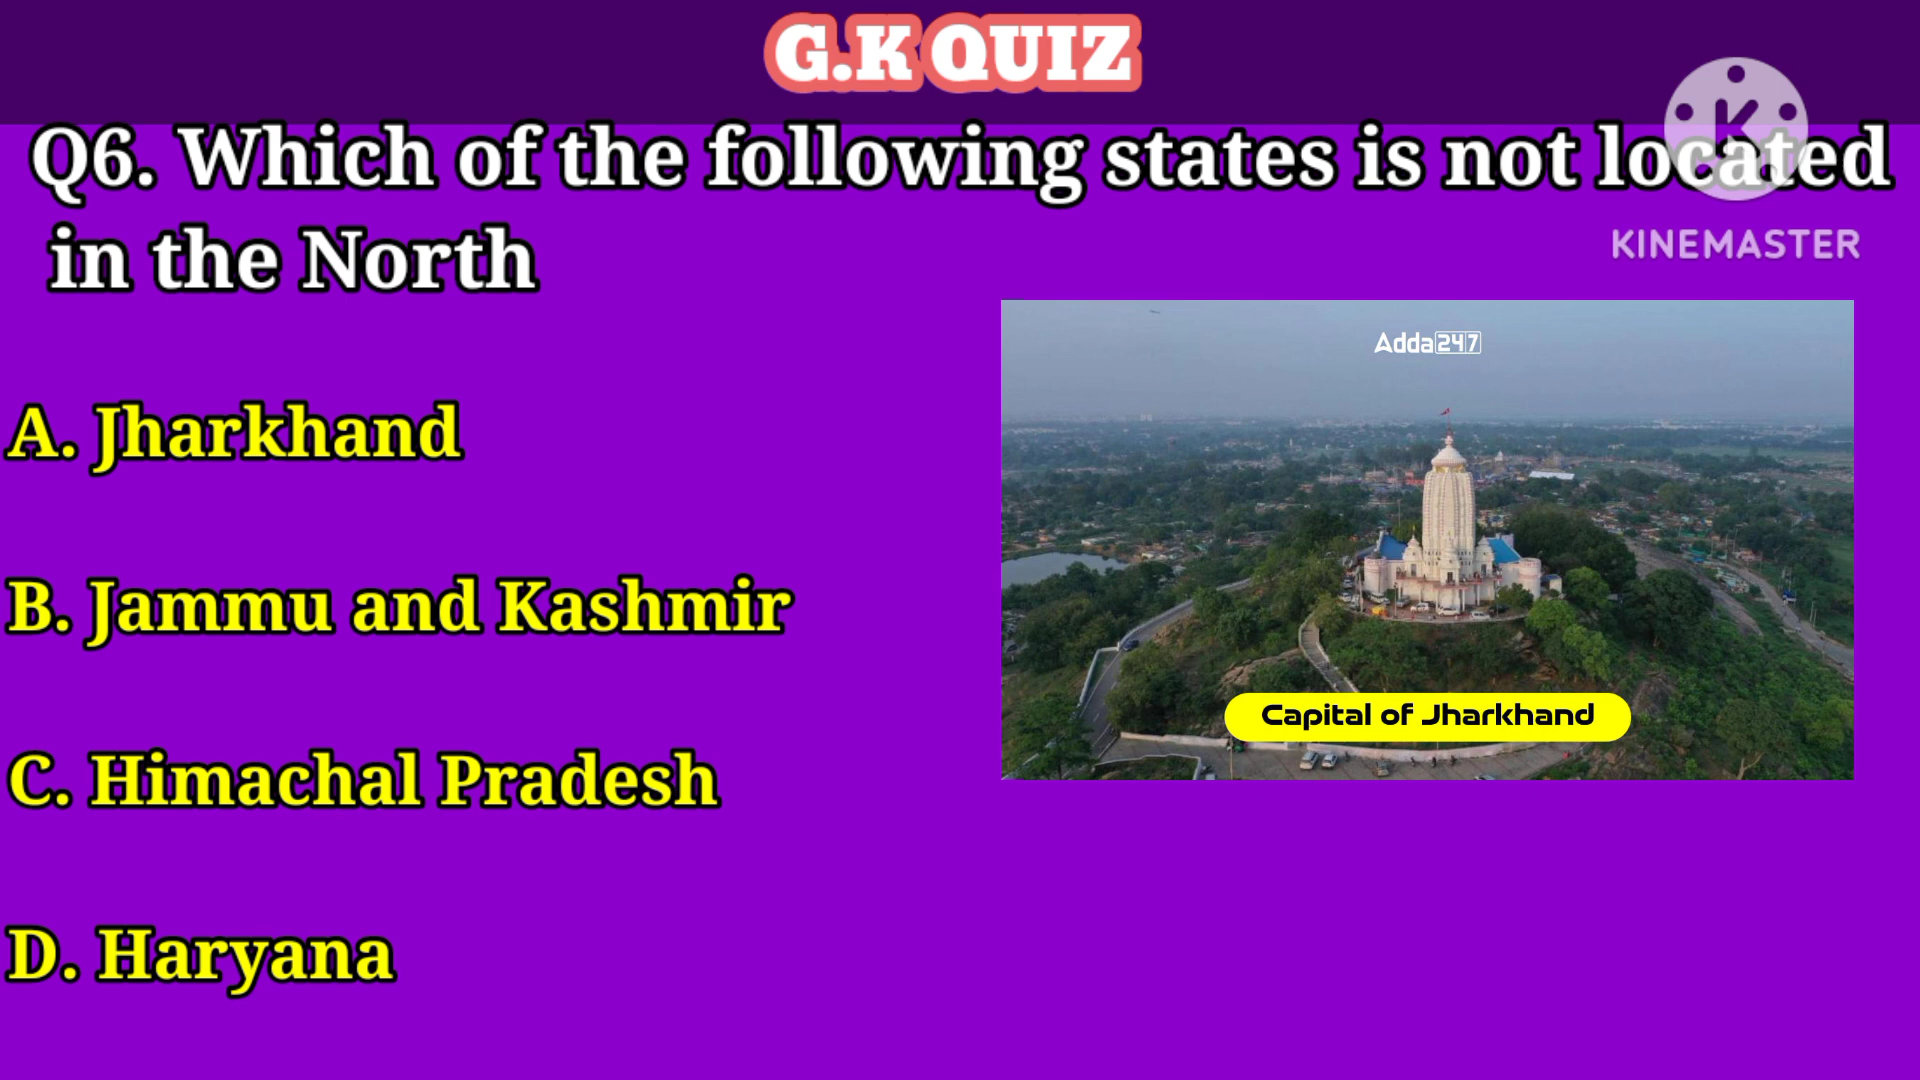 G.K QUIZ
Q6. Which of the following states is not located
in the North
KINEMASTER
Adda247
A. Jharkhand
B. Jammu and Kashmir
Capital of Jharkhand
C. Himachal Pradesh
D. Haryana